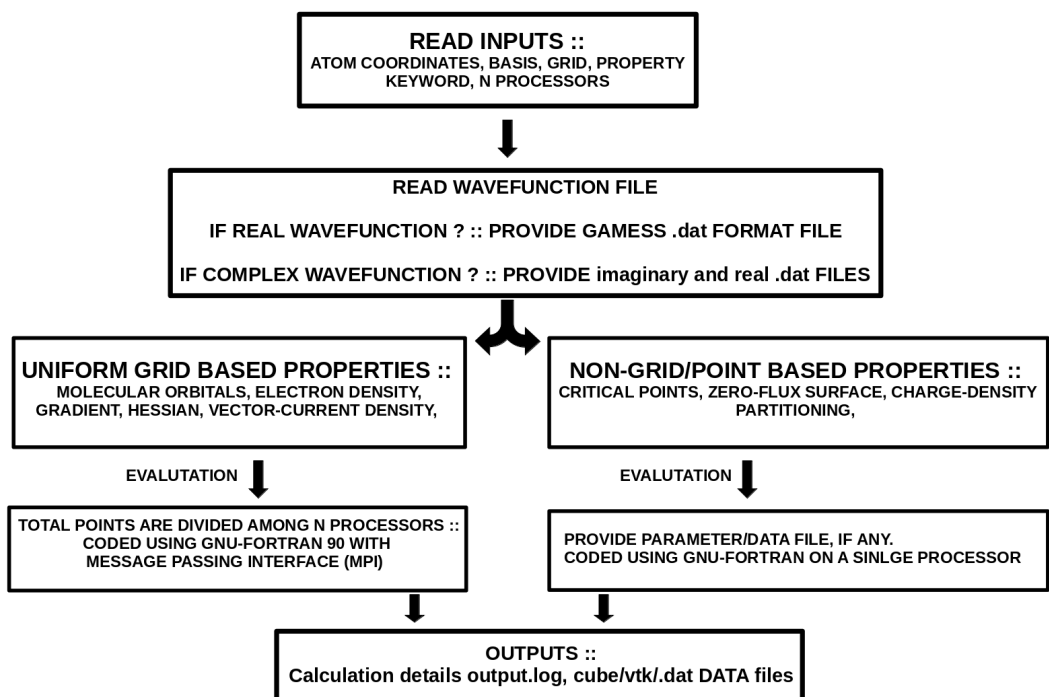 READ INPUTS ::
ATOM COORDINATES, BASIS, GRID, PROPERTY
KEYWORD, N PROCESSORS
READ WAVEFUNCTION FILE
IF REAL WAVEFUNCTION ? :: PROVIDE GAMESS .dat FORMAT FILE
IF COMPLEX WAVEFUNCTION ? :: PROVIDE imaginary and real .dat FILES
UNIFORM GRID BASED PROPERTIES ::
MOLECULAR ORBITALS, ELECTRON DENSITY,
GRADIENT, HESSIAN, VECTOR-CURRENT DENSITY,
NON-GRID/POINT BASED PROPERTIES ::
CRITICAL POINTS, ZERO-FLUX SURFACE, CHARGE-DENSITY
PARTITIONING,
EVALUTATION
EVALUTATION
TOTAL POINTS ARE DIVIDED AMONG N PROCESSORS ::
CODED USING GNU-FORTRAN 90 WITH
MESSAGE PASSING INTERFACE (MPI)
PROVIDE PARAMETER/DATA FILE, IF ANY.
CODED USING GNU-FORTRAN ON A SINLGE PROCESSOR
OUTPUTS ::
Calculation details output.log, cube/vtk/.dat DATA files